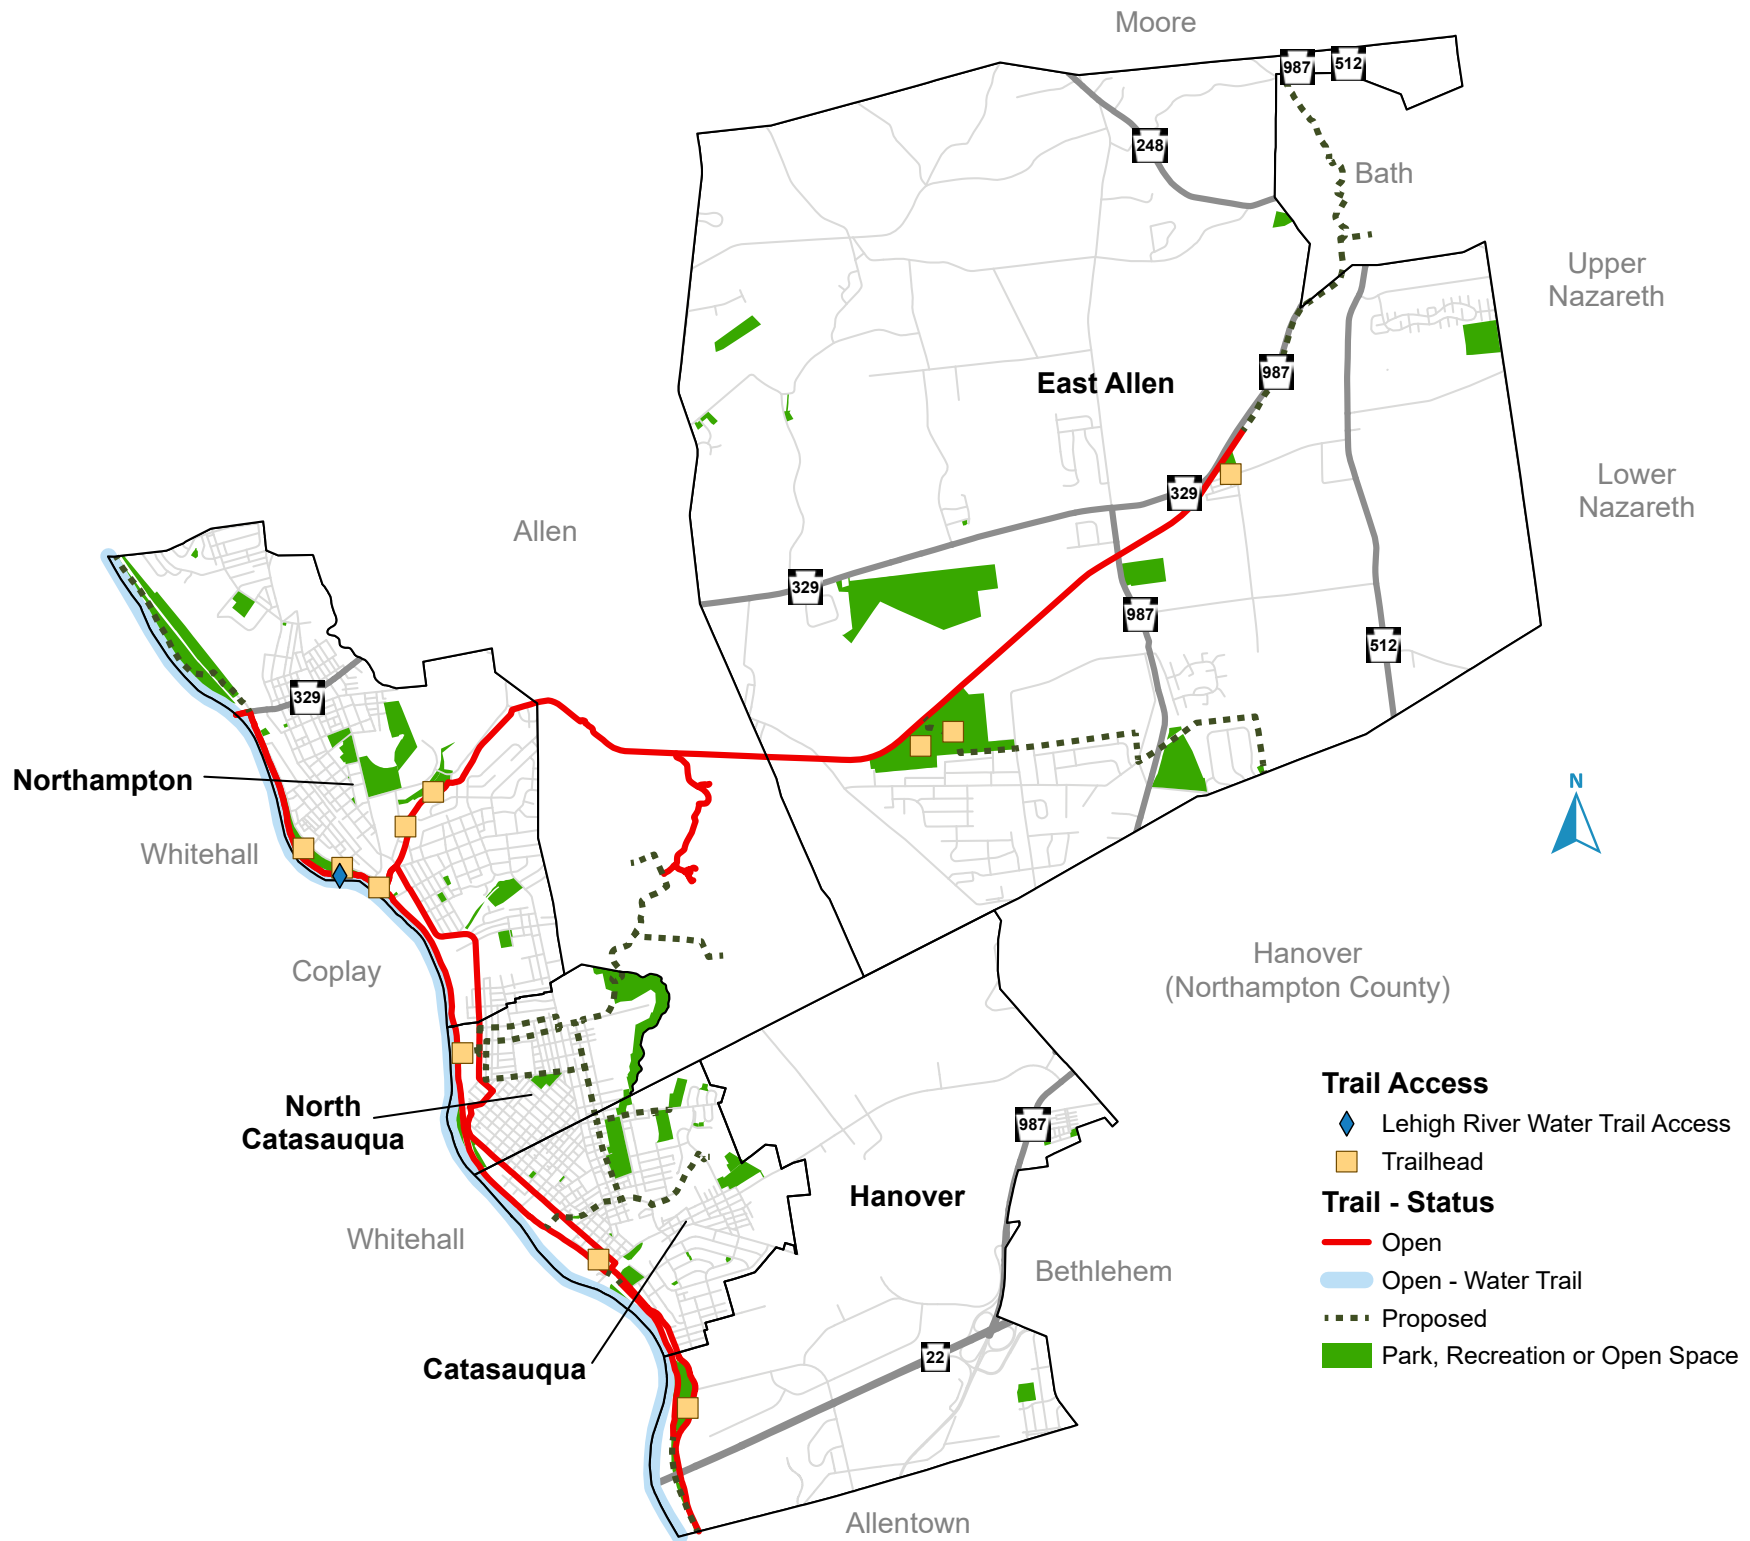 Moore
987
512
248
Bath
Upper
Nazareth
987
East Allen
Lower
Nazareth
329
Allen
329
987
512
329
N
Northampton
Whitehall
Coplay
Hanover
(Northampton County)
North
Catasauqua
987
Hanover
Whitehall
Bethlehem
22
Catasauqua
Allentown
Trail Access
Lehigh River Water Trail Access
Trailhead
Trail - Status
Open
Open - Water Trail
Proposed
Park, Recreation or Open Space